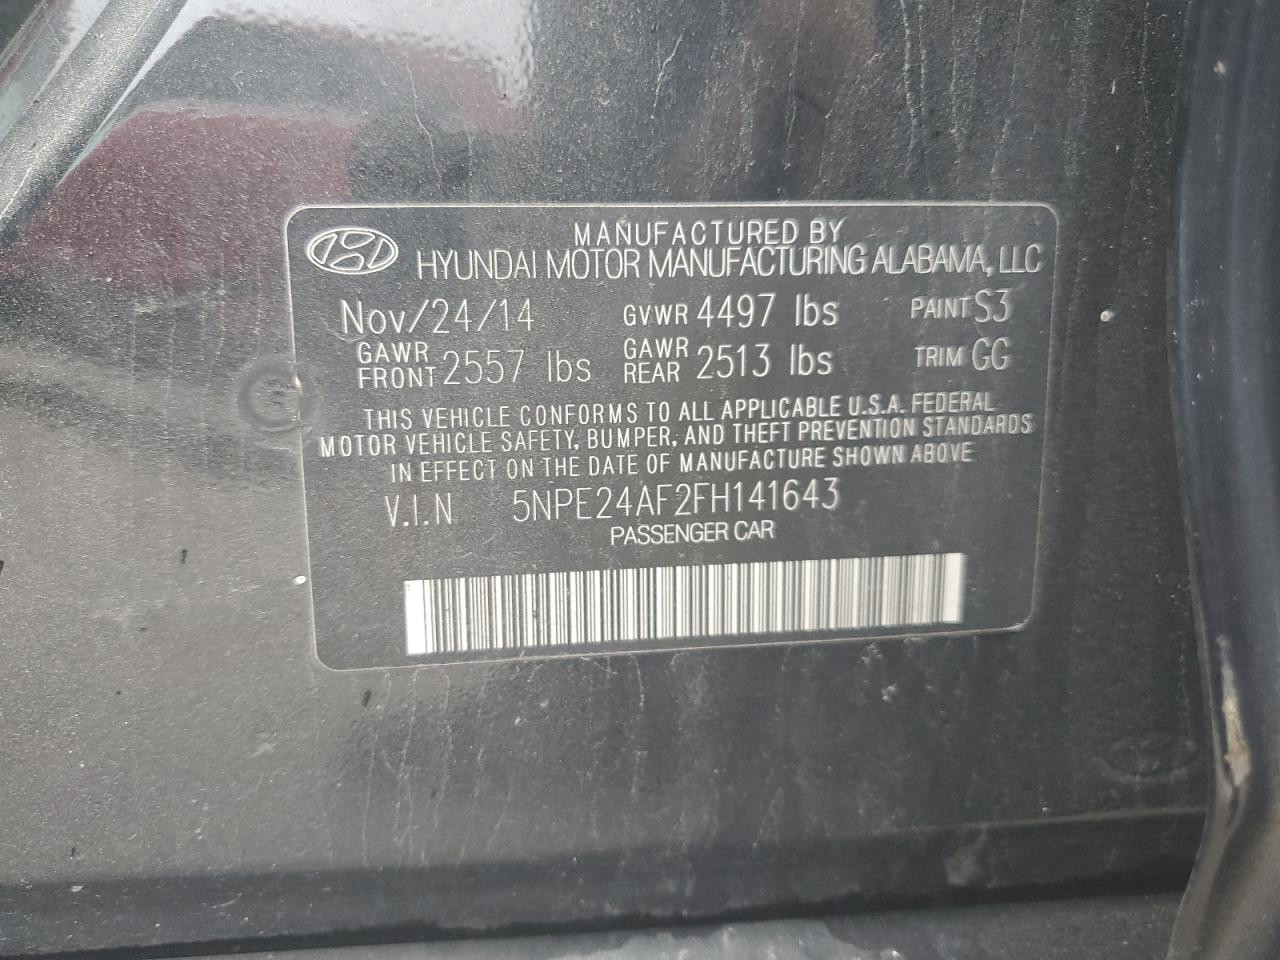 MANUFACTURED BY
HYUNDAI MOTOR MANUFACTURING ALABAMA, LLC
Nov/24/14 GVWR 4497 lbs PAINT S3
GAWR FRONT 2557 lbs GAWR REAR 2513 lbs TRIM GG
THIS VEHICLE CONFORMS TO ALL APPLICABLE U.S.A. FEDERAL
MOTOR VEHICLE SAFETY, BUMPER, AND THEFT PREVENTION STANDARDS
IN EFFECT ON THE DATE OF MANUFACTURE SHOWN ABOVE
V.I.N 5NPE24AF2FH141643
PASSENGER CAR